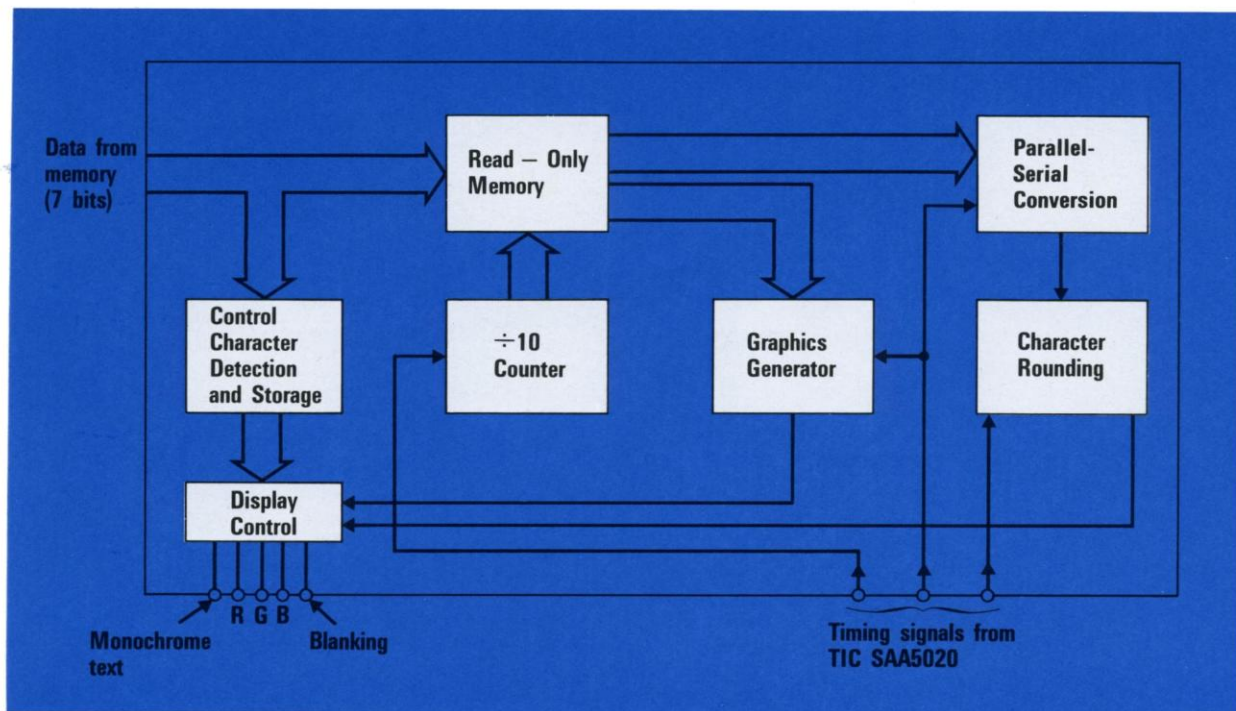 Data from
memory
(7 bits)
Read – Only
Memory
Parallel-
Serial
Conversion
Control
Character
Detection
and Storage
÷10
Counter
Graphics
Generator
Character
Rounding
Display
Control
R G B
Monochrome
text
Blanking
Timing signals from
TIC SAA5020